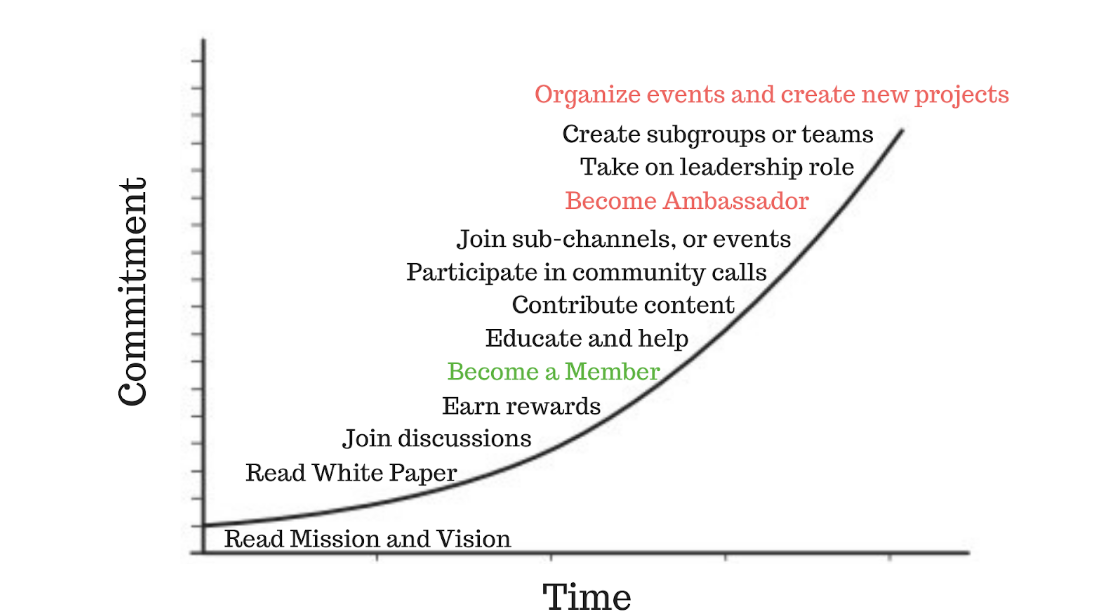 Organize events and create new projects
Create subgroups or teams
Take on leadership role
Become Ambassador
Join sub-channels, or events
Participate in community calls
Contribute content
Educate and help
Become a Member
Earn rewards
Join discussions
Read White Paper
Read Mission and Vision
Commitment
Time